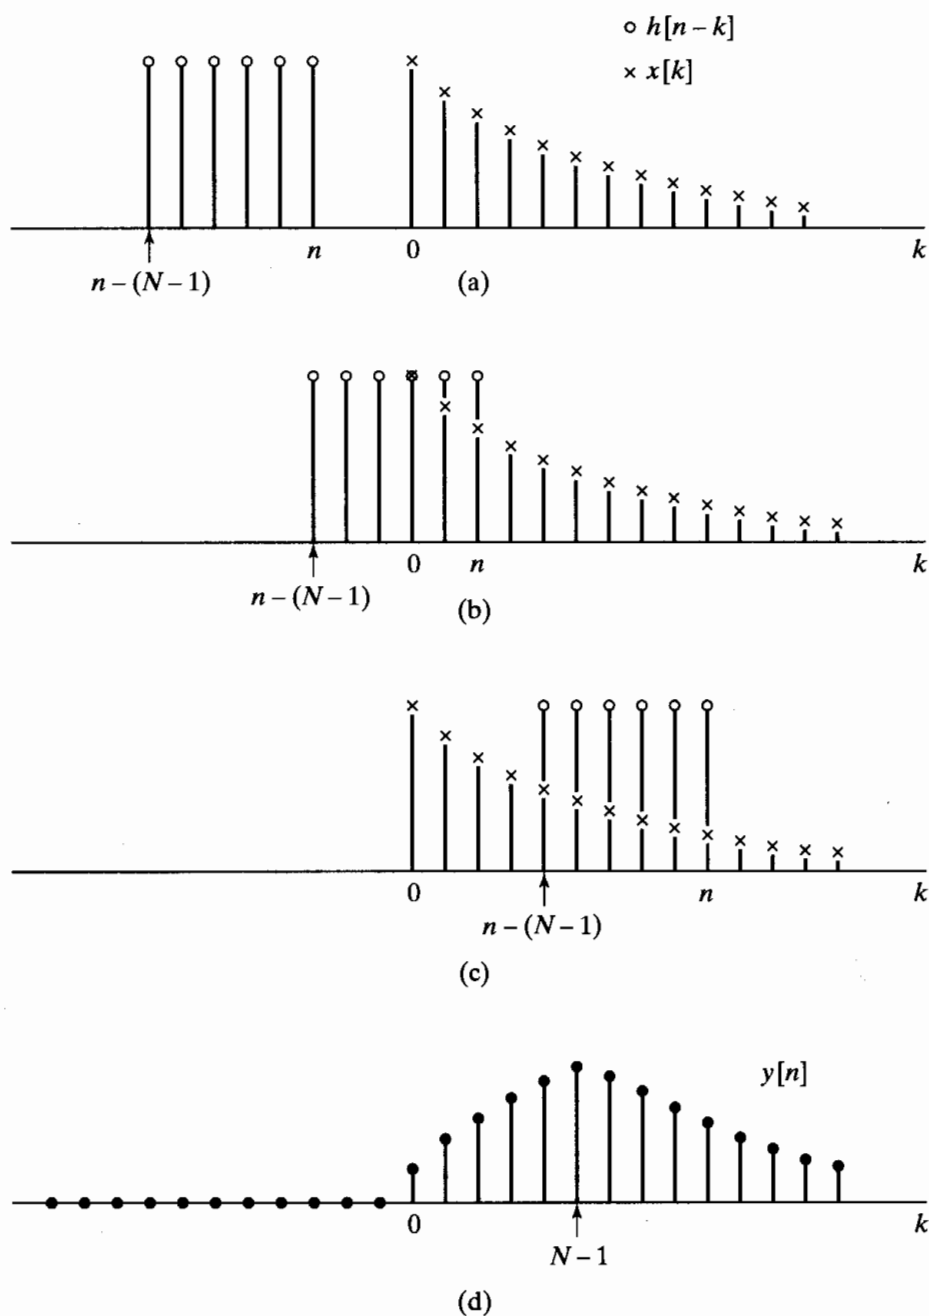 h[n – k]
x[k]
0
n
k
n – (N – 1)
(a)
0
n
k
n – (N – 1)
(b)
0
n
k
n – (N – 1)
(c)
y[n]
0
k
N – 1
(d)